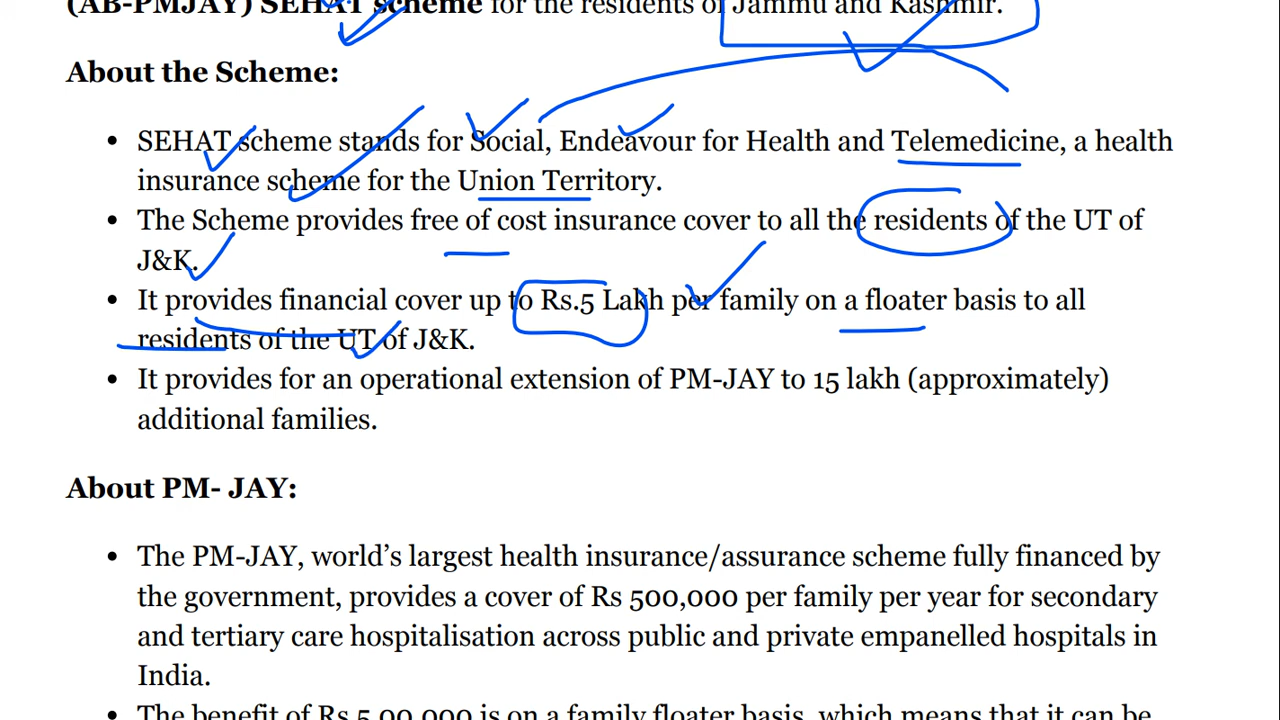 (AB-PMJAY) SEHAT scheme for the residents of Jammu and Kashmir.
About the Scheme:
• SEHAT scheme stands for Social, Endeavour for Health and Telemedicine, a health
insurance scheme for the Union Territory.
• The Scheme provides free of cost insurance cover to all the residents of the UT of
J&K.
• It provides financial cover up to Rs.5 Lakh per family on a floater basis to all
residents of the UT of J&K.
• It provides for an operational extension of PM-JAY to 15 lakh (approximately)
additional families.
About PM- JAY:
• The PM-JAY, world’s largest health insurance/assurance scheme fully financed by
the government, provides a cover of Rs 500,000 per family per year for secondary
and tertiary care hospitalisation across public and private empanelled hospitals in
India.
• The benefit of Rs 5,00,000 is on a family floater basis, which means that it can be